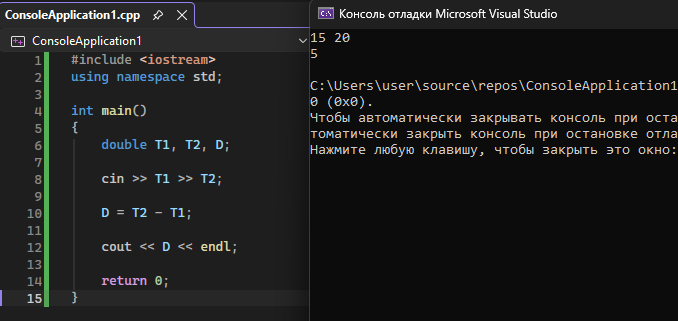 ConsoleApplication1.cpp
ConsoleApplication1
1 #include <iostream>
2 using namespace std;
3
4 int main()
5 {
6 double T1, T2, D;
7
8 cin >> T1 >> T2;
9
10 D = T2 - T1;
11
12 cout << D << endl;
13
14 return 0;
15 }
Консоль отладки Microsoft Visual Studio
15 20
5
C:\Users\user\source\repos\ConsoleApplication1
0 (0x0).
Чтобы автоматически закрывать консоль при оста
томатически закрыть консоль при остановке отла
Нажмите любую клавишу, чтобы закрыть это окно: